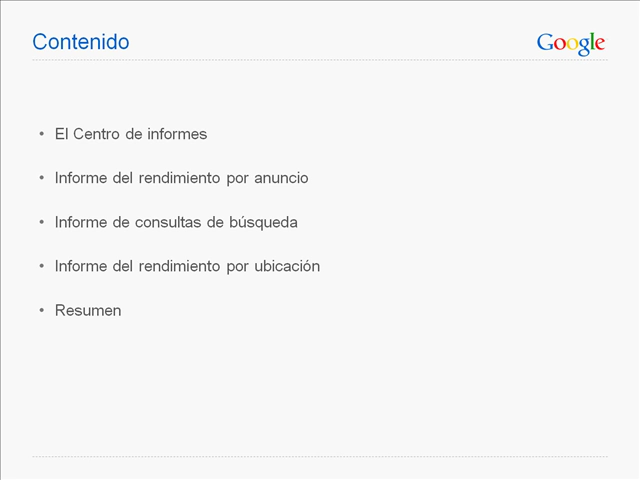 Contenido
Google
El Centro de informes
Informe del rendimiento por anuncio
Informe de consultas de búsqueda
Informe del rendimiento por ubicación
Resumen